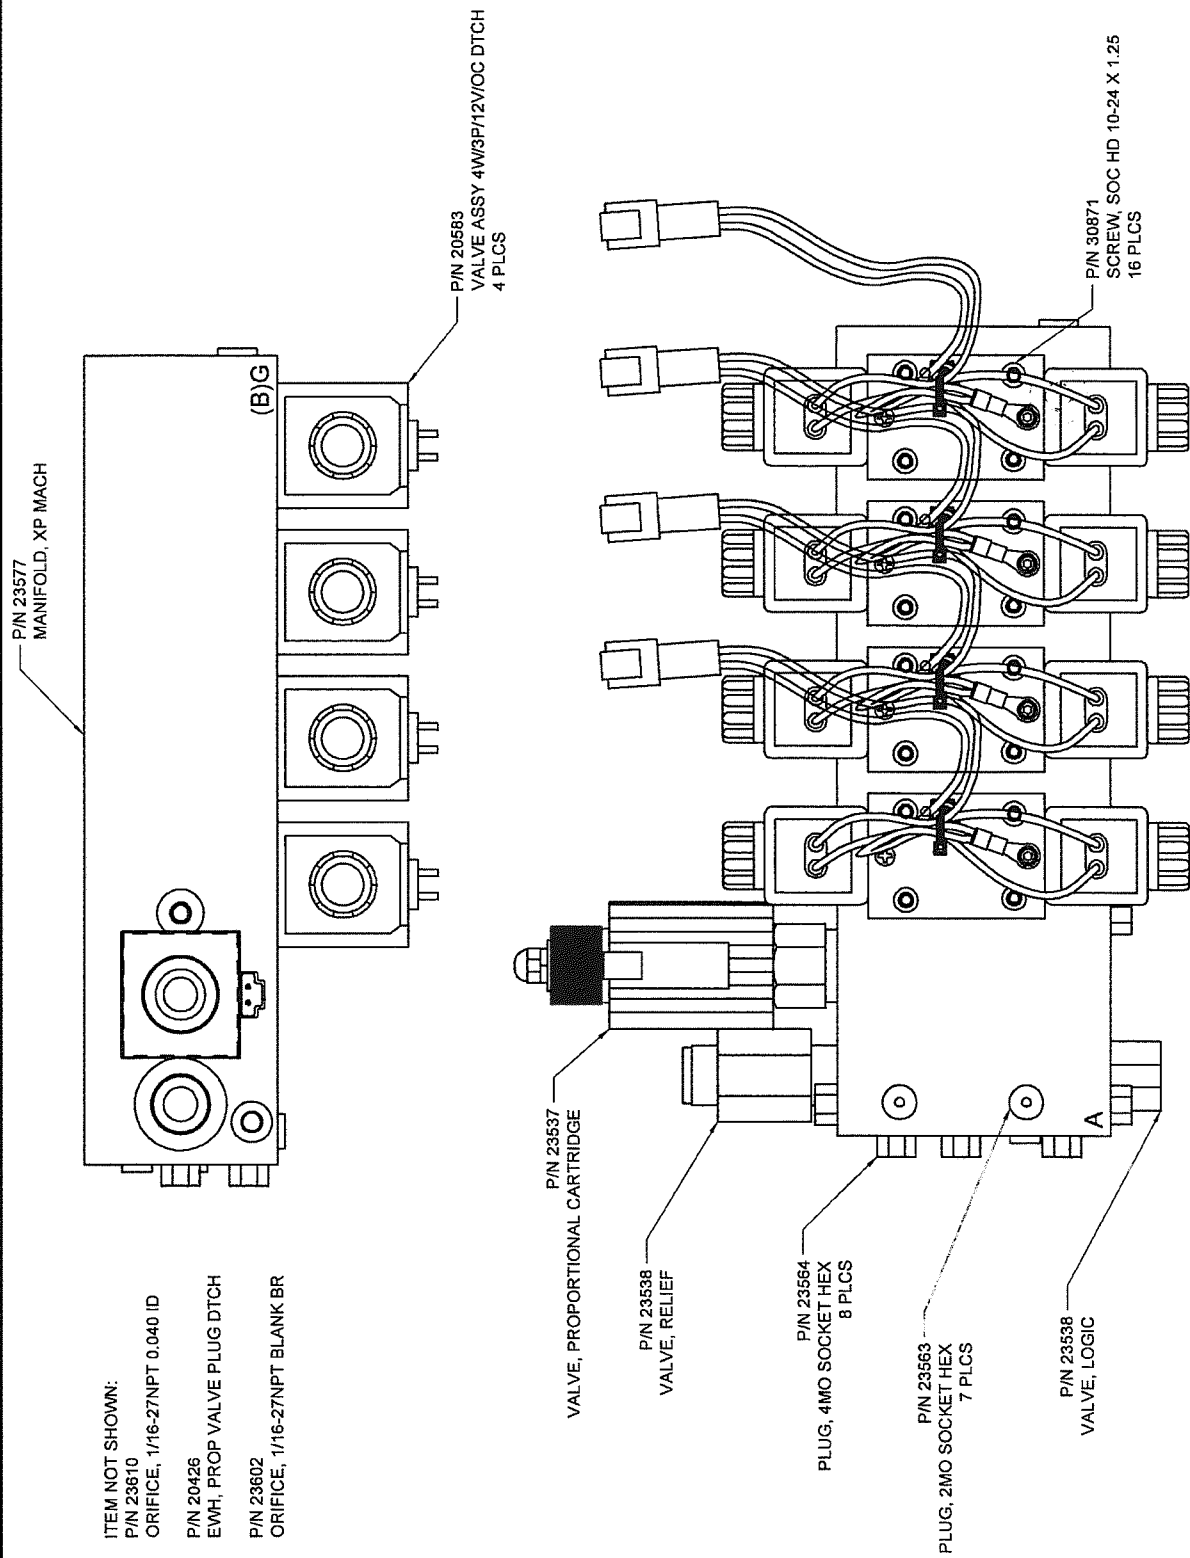 P/N 23577
MANIFOLD, XP MACH
(B)G
P/N 20583
VALVE ASSY 4W/3P/12V/OC DTCH
4 PLCS
ITEM NOT SHOWN:
P/N 23610
ORIFICE, 1/16-27NPT 0.040 ID
P/N 20426
EWH, PROP VALVE PLUG DTCH
P/N 23602
ORIFICE, 1/16-27NPT BLANK BR
P/N 23537
VALVE, PROPORTIONAL CARTRIDGE
P/N 23538
VALVE, RELIEF
P/N 23564
PLUG, 4MO SOCKET HEX
8 PLCS
P/N 23563
PLUG, 2MO SOCKET HEX
7 PLCS
P/N 23538
VALVE, LOGIC
A
P/N 30871
SCREW, SOC HD 10-24 X 1.25
16 PLCS